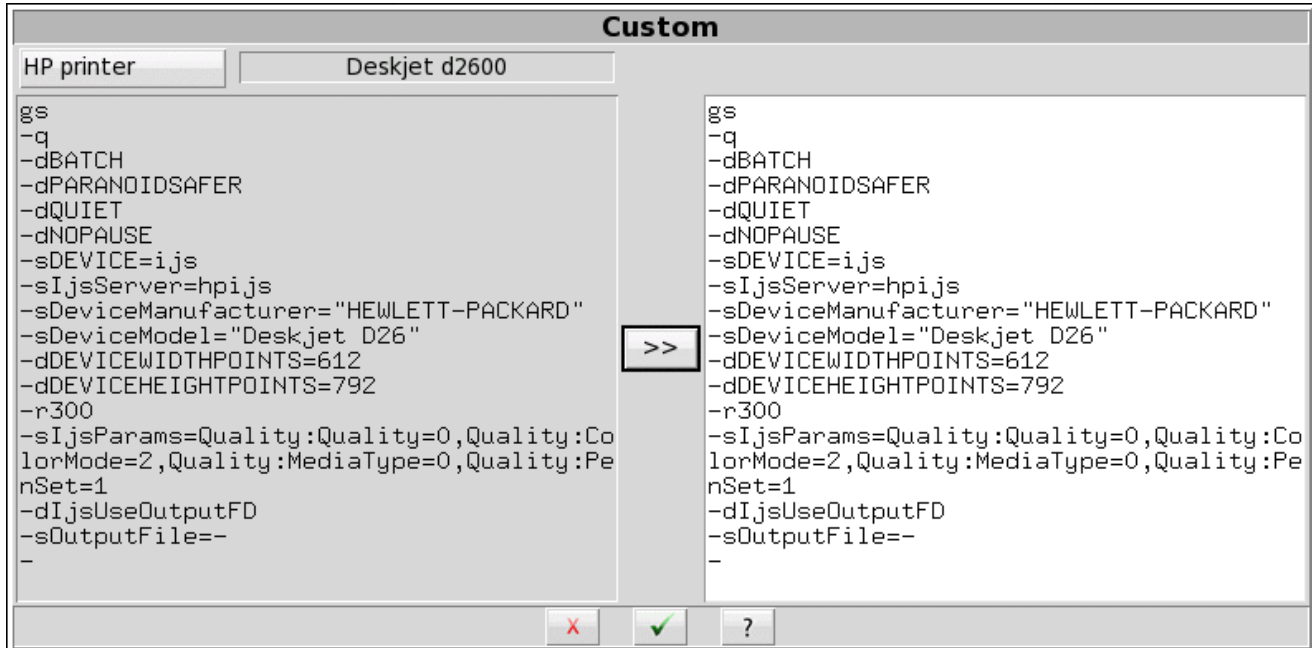 Custom
HP printer
Deskjet d2600
gs
-q
-dBATCH
-dPARANOIDSAFER
-dQUIET
-dNOPAUSE
-sDEVICE=ijs
-sIjsServer=hpijs
-sDeviceManufacturer="HEWLETT-PACKARD"
-sDeviceModel="Deskjet D26"
-dDEVICEWIDTHPOINTS=612
-dDEVICEHEIGHTPOINTS=792
-r300
-sIjsParams=Quality:Quality=0,Quality:Co
lorMode=2,Quality:MediaType=0,Quality:Pe
nSet=1
-dIjsUseOutputFD
-sOutputFile=-
-
>>
gs
-q
-dBATCH
-dPARANOIDSAFER
-dQUIET
-dNOPAUSE
-sDEVICE=ijs
-sIjsServer=hpijs
-sDeviceManufacturer="HEWLETT-PACKARD"
-sDeviceModel="Deskjet D26"
-dDEVICEWIDTHPOINTS=612
-dDEVICEHEIGHTPOINTS=792
-r300
-sIjsParams=Quality:Quality=0,Quality:Co
lorMode=2,Quality:MediaType=0,Quality:Pe
nSet=1
-dIjsUseOutputFD
-sOutputFile=-
-
X
?